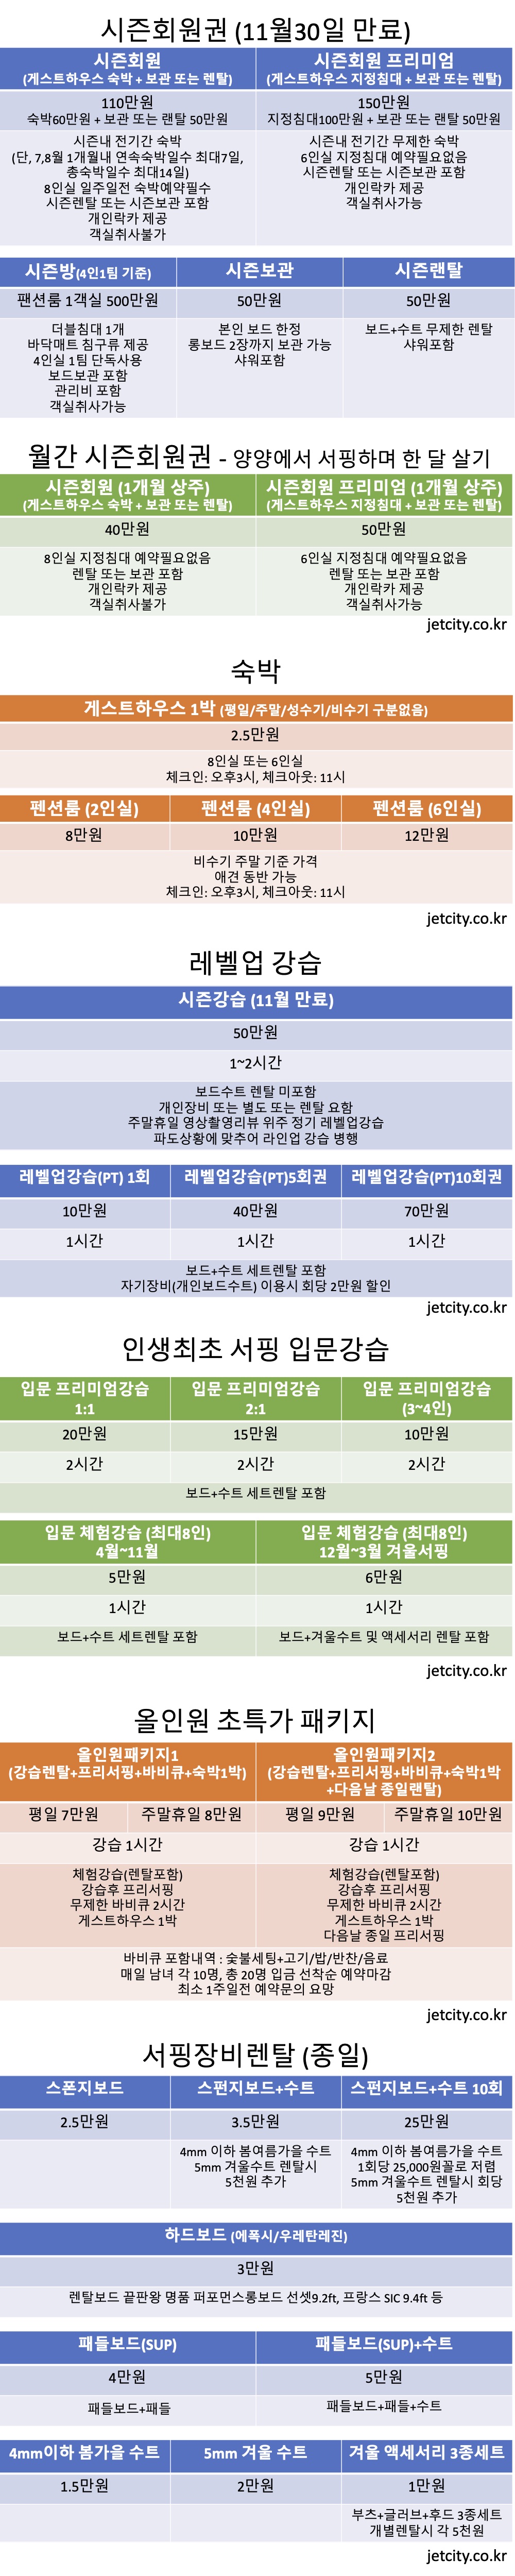 시즌회원권 (11월30일 만료)
시즌회원
(게스트하우스 숙박 + 보관 또는 렌탈)
시즌회원 프리미엄
(게스트하우스 지정침대 + 보관 또는 렌탈)
110만원
숙박60만원 + 보관 또는 랜탈 50만원
150만원
지정침대100만원 + 보관 또는 랜탈 50만원
시즌내 전기간 숙박
(단, 7,8월 1개월내 연속숙박일수 최대7일,
총숙박일수 최대14일)
8인실 일주일전 숙박예약필수
시즌렌탈 또는 시즌보관 포함
개인락카 제공
객실취사불가
시즌내 전기간 무제한 숙박
6인실 지정침대 예약필요없음
시즌렌탈 또는 시즌보관 포함
개인락카 제공
객실취사가능
시즌방(4인1팀 기준)
시즌보관
시즌랜탈
팬션룸 1객실 500만원
50만원
50만원
더블침대 1개
바닥매트 침구류 제공
4인실 1팀 단독사용
보드보관 포함
관리비 포함
객실취사가능
본인 보드 한정
롱보드 2장까지 보관 가능
샤워포함
보드+수트 무제한 렌탈
샤워포함
월간 시즌회원권 - 양양에서 서핑하며 한 달 살기
시즌회원 (1개월 상주)
(게스트하우스 숙박 + 보관 또는 렌탈)
시즌회원 프리미엄 (1개월 상주)
(게스트하우스 지정침대 + 보관 또는 렌탈)
40만원
50만원
8인실 지정침대 예약필요없음
렌탈 또는 보관 포함
개인락카 제공
객실취사불가
6인실 지정침대 예약필요없음
렌탈 또는 보관 포함
개인락카 제공
객실취사가능
jetcity.co.kr
숙박
게스트하우스 1박 (평일/주말/성수기/비수기 구분없음)
2.5만원
8인실 또는 6인실
체크인: 오후3시, 체크아웃: 11시
펜션룸 (2인실)
펜션룸 (4인실)
펜션룸 (6인실)
8만원
10만원
12만원
비수기 주말 기준 가격
애견 동반 가능
체크인: 오후3시, 체크아웃: 11시
jetcity.co.kr
레벨업 강습
시즌강습 (11월 만료)
50만원
1~2시간
보드수트 렌탈 미포함
개인장비 또는 별도 또는 렌탈 요함
주말휴일 영상촬영리뷰 위주 정기 레벨업강습
파도상황에 맞추어 라인업 강습 병행
레벨업강습(PT) 1회
레벨업강습(PT)5회권
레벨업강습(PT)10회권
10만원
40만원
70만원
1시간
1시간
1시간
보드+수트 세트렌탈 포함
자기장비(개인보드수트) 이용시 회당 2만원 할인
jetcity.co.kr
인생최초 서핑 입문강습
입문 프리미엄강습
1:1
입문 프리미엄강습
2:1
입문 프리미엄강습
(3~4인)
20만원
15만원
10만원
2시간
2시간
2시간
보드+수트 세트렌탈 포함
입문 체험강습 (최대8인)
4월~11월
입문 체험강습 (최대8인)
12월~3월 겨울서핑
5만원
6만원
1시간
1시간
보드+수트 세트렌탈 포함
보드+겨울수트 및 액세서리 렌탈 포함
jetcity.co.kr
올인원 초특가 패키지
올인원패키지1
(강습렌탈+프리서핑+바비큐+숙박1박)
올인원패키지2
(강습렌탈+프리서핑+바비큐+숙박1박
+다음날 종일랜탈)
평일 7만원
주말휴일 8만원
평일 9만원
주말휴일 10만원
강습 1시간
강습 1시간
체험강습(렌탈포함)
강습후 프리서핑
무제한 바비큐 2시간
게스트하우스 1박
체험강습(렌탈포함)
강습후 프리서핑
무제한 바비큐 2시간
게스트하우스 1박
다음날 종일 프리서핑
바비큐 포함내역 : 숯불세팅+고기/밥/반찬/음료
매일 남녀 각 10명, 총 20명 입금 선착순 예약마감
최소 1주일전 예약문의 요망
jetcity.co.kr
서핑장비렌탈 (종일)
스폰지보드
스펀지보드+수트
스펀지보드+수트 10회
2.5만원
3.5만원
25만원
4mm 이하 봄여름가을 수트
5mm 겨울수트 렌탈시
5천원 추가
4mm 이하 봄여름가을 수트
1회당 25,000원꼴로 저렴
5mm 겨울수트 렌탈시 회당
5천원 추가
하드보드 (에폭시/우레탄레진)
3만원
렌탈보드 끝판왕 명품 퍼포먼스롱보드 선셋9.2ft, 프랑스 SIC 9.4ft 등
패들보드(SUP)
패들보드(SUP)+수트
4만원
5만원
패들보드+패들
패들보드+패들+수트
4mm이하 봄가을 수트
5mm 겨울 수트
겨울 액세서리 3종세트
1.5만원
2만원
1만원
부츠+글러브+후드 3종세트
개별렌탈시 각 5천원
jetcity.co.kr